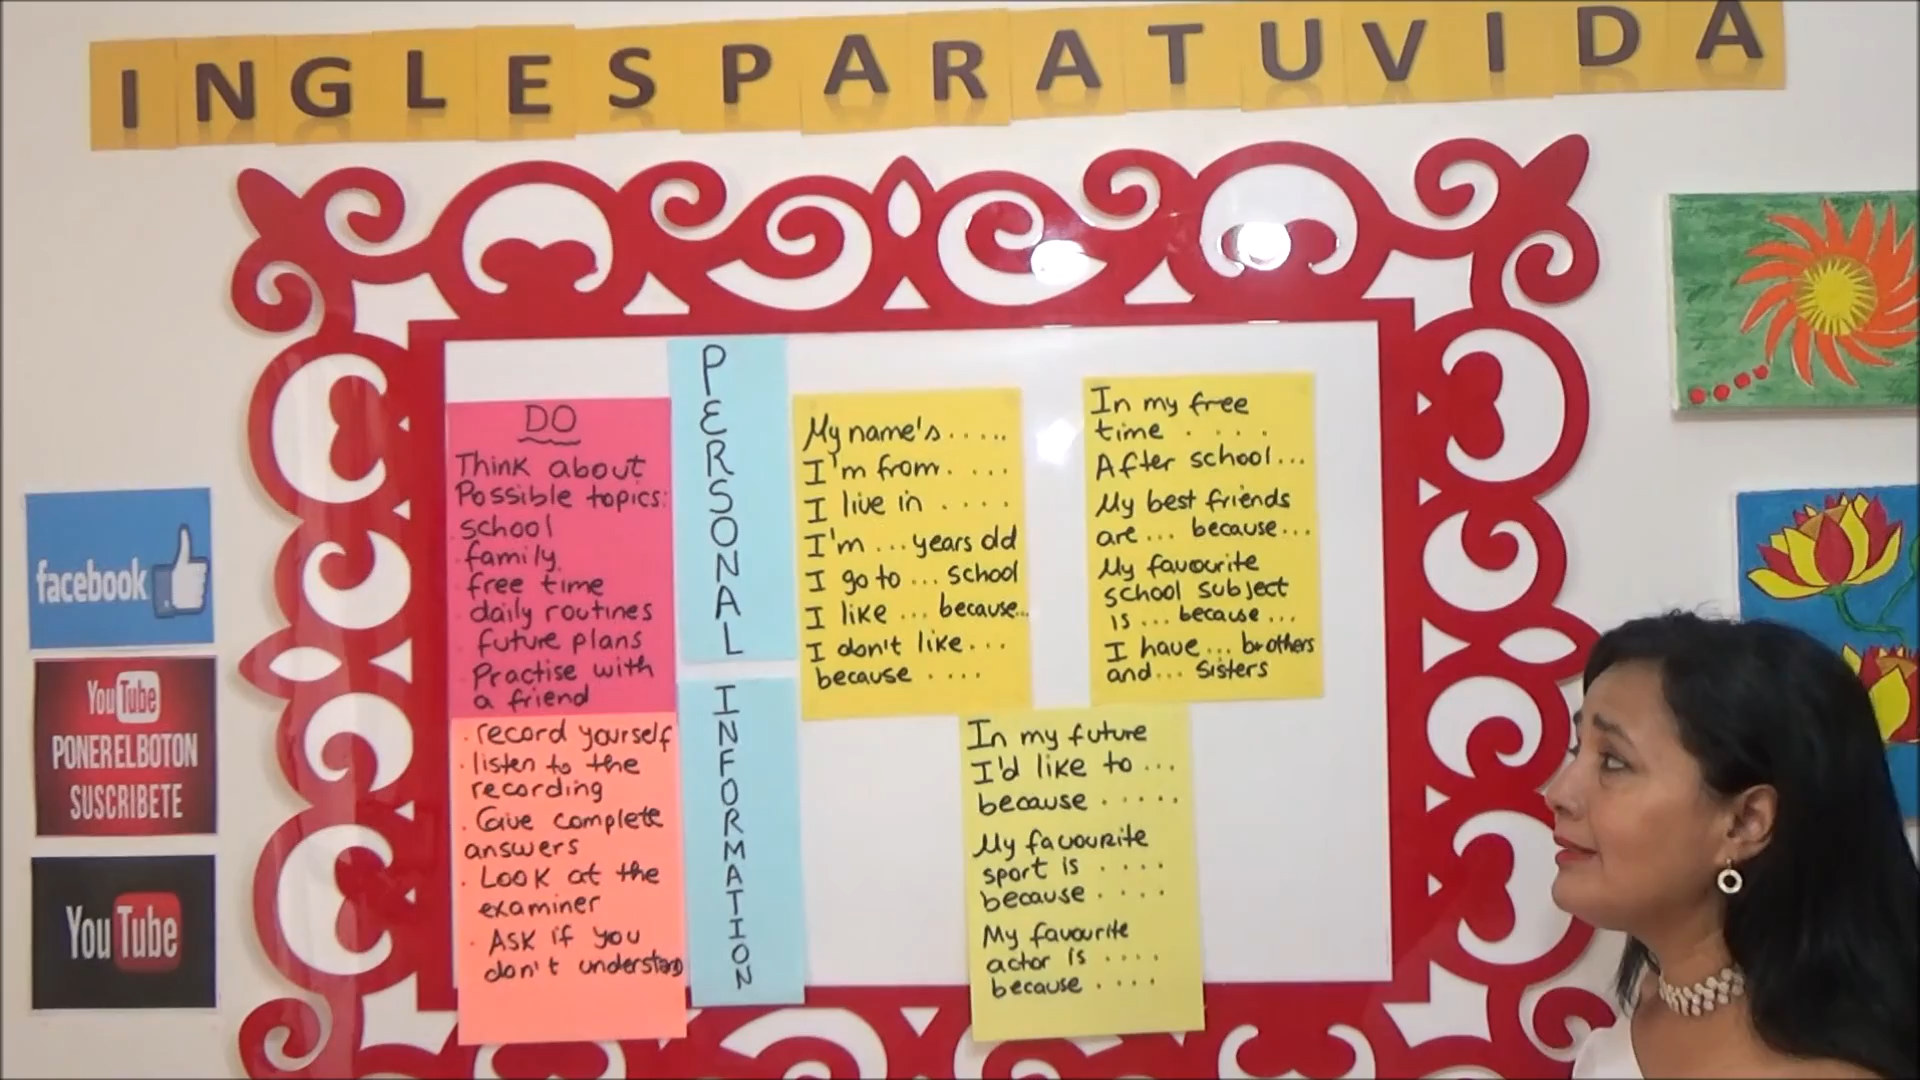 INGLESPARATUVIDA
facebook
YouTube
PONER EL BOTON
SUSCRIBETE
YouTube
DO
Think about
Possible topics:
school
family
free time
daily routines
future plans
Practise with
a friend
. record yourself
. listen to the
recording
. Give complete
answers
. Look at the
examiner
. Ask if you
don't understand
PERSONAL
INFORMATION
My name's .....
I'm from. ...
I live in ....
I'm ... years old
I go to ... school
I like ... because...
I don't like...
because ....
In my free
time ....
After school...
My best friends
are ... because...
My favourite
school subject
is ... because ...
I have ... brothers
and ... sisters
In my future
I'd like to ...
because .....
My favourite
sport is ....
because ....
My favourite
actor is ....
because ....